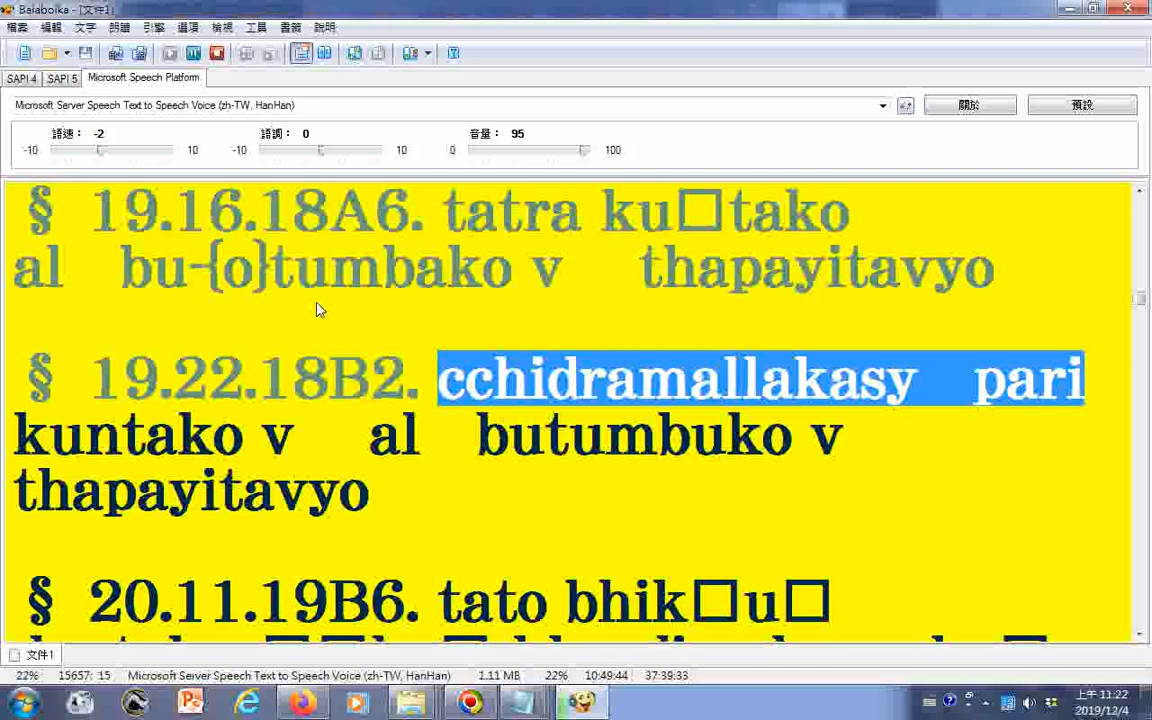 Balabolka - [文件1]
檔案 編輯 文字 朗讀 引擎 選項 檢視 工具 書籤 說明
SAPI 4 SAPI 5 Microsoft Speech Platform
Microsoft Server Speech Text to Speech Voice (zh-TW, HanHan) 關於 預設
語速： -2 語調： 0 音量： 95
-10 10 -10 10 0 100
§ 19.16.18A6. tatra ku□tako
al bu-{o}tumbako v thapayitavyo
§ 19.22.18B2. cchidramallakasy pari
kuntako v al butumbuko v
thapayitavyo
§ 20.11.19B6. tato bhik□u□
文件1
22% 15657: 15 Microsoft Server Speech Text to Speech Voice (zh-TW, HanHan) 1.11 MB 22% 10:49:44 37:39:33
上午 11:22
2019/12/4